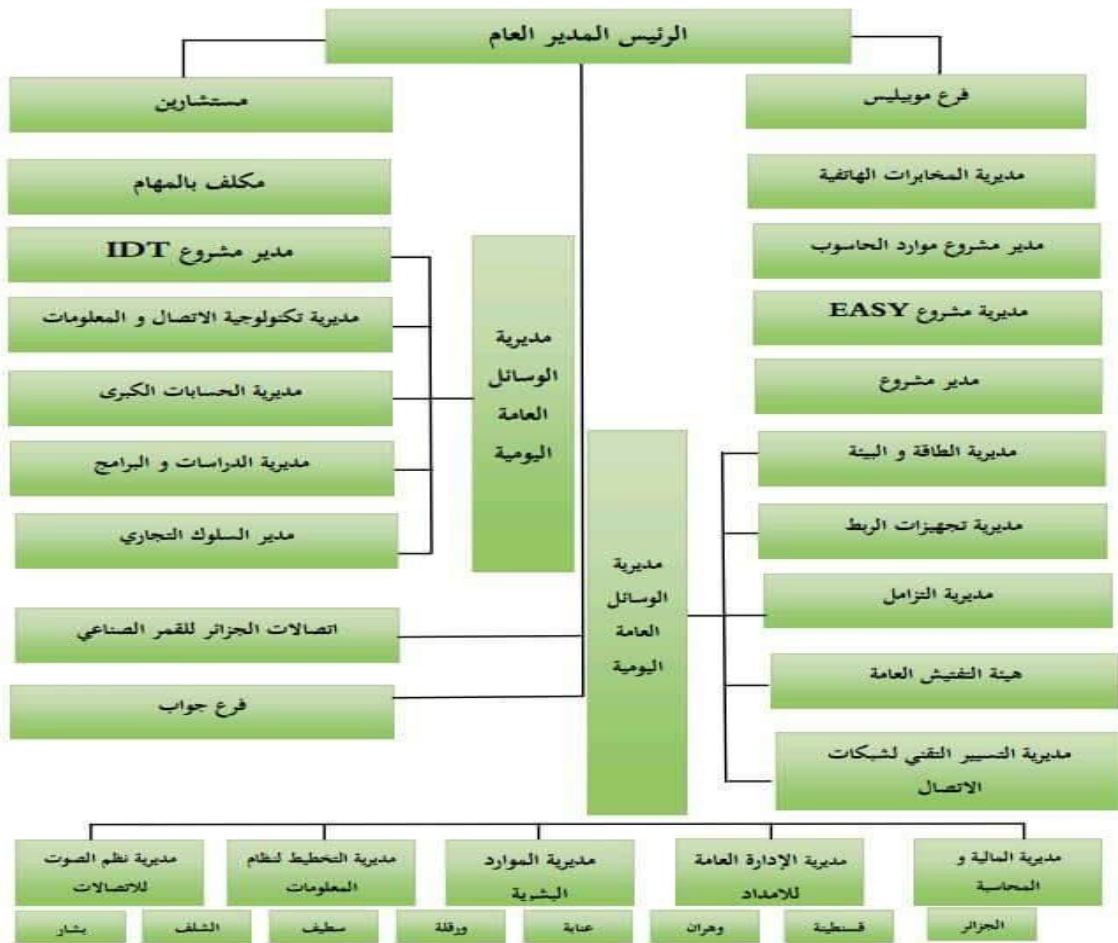 الرئيس المدير العام
فرع موبيليس
مستشارين
مديرية المخابرات الهاتفية
مكلف بالمهام
مدير مشروع موارد الحاسوب
مدير مشروع IDT
مديرية مشروع EASY
مديرية تكنولوجية الاتصال و المعلومات
مدير مشروع
مديرية الحسابات الكبرى
مديرية
الوسائل
العامة
اليومية
مديرية الطاقة و البيئة
مديرية الدراسات و البرامج
مديرية تجهيزات الربط
مدير السلوك التجاري
مديرية
الوسائل
العامة
اليومية
مديرية التزامل
اتصالات الجزائر للقمر الصناعي
هيئة التفتيش العامة
فرع جواب
مديرية التسيير التقني لشبكات
الاتصال
مديرية المالية و
المحاسبة
مديرية الإدارة العامة
للامداد
مديرية الموارد
البشرية
مديرية التخطيط لنظام
المعلومات
مديرية نظم الصوت
للاتصالات
الجزائر
قسنطينة
وهران
عنابة
ورقلة
سطيف
الشلف
بشار